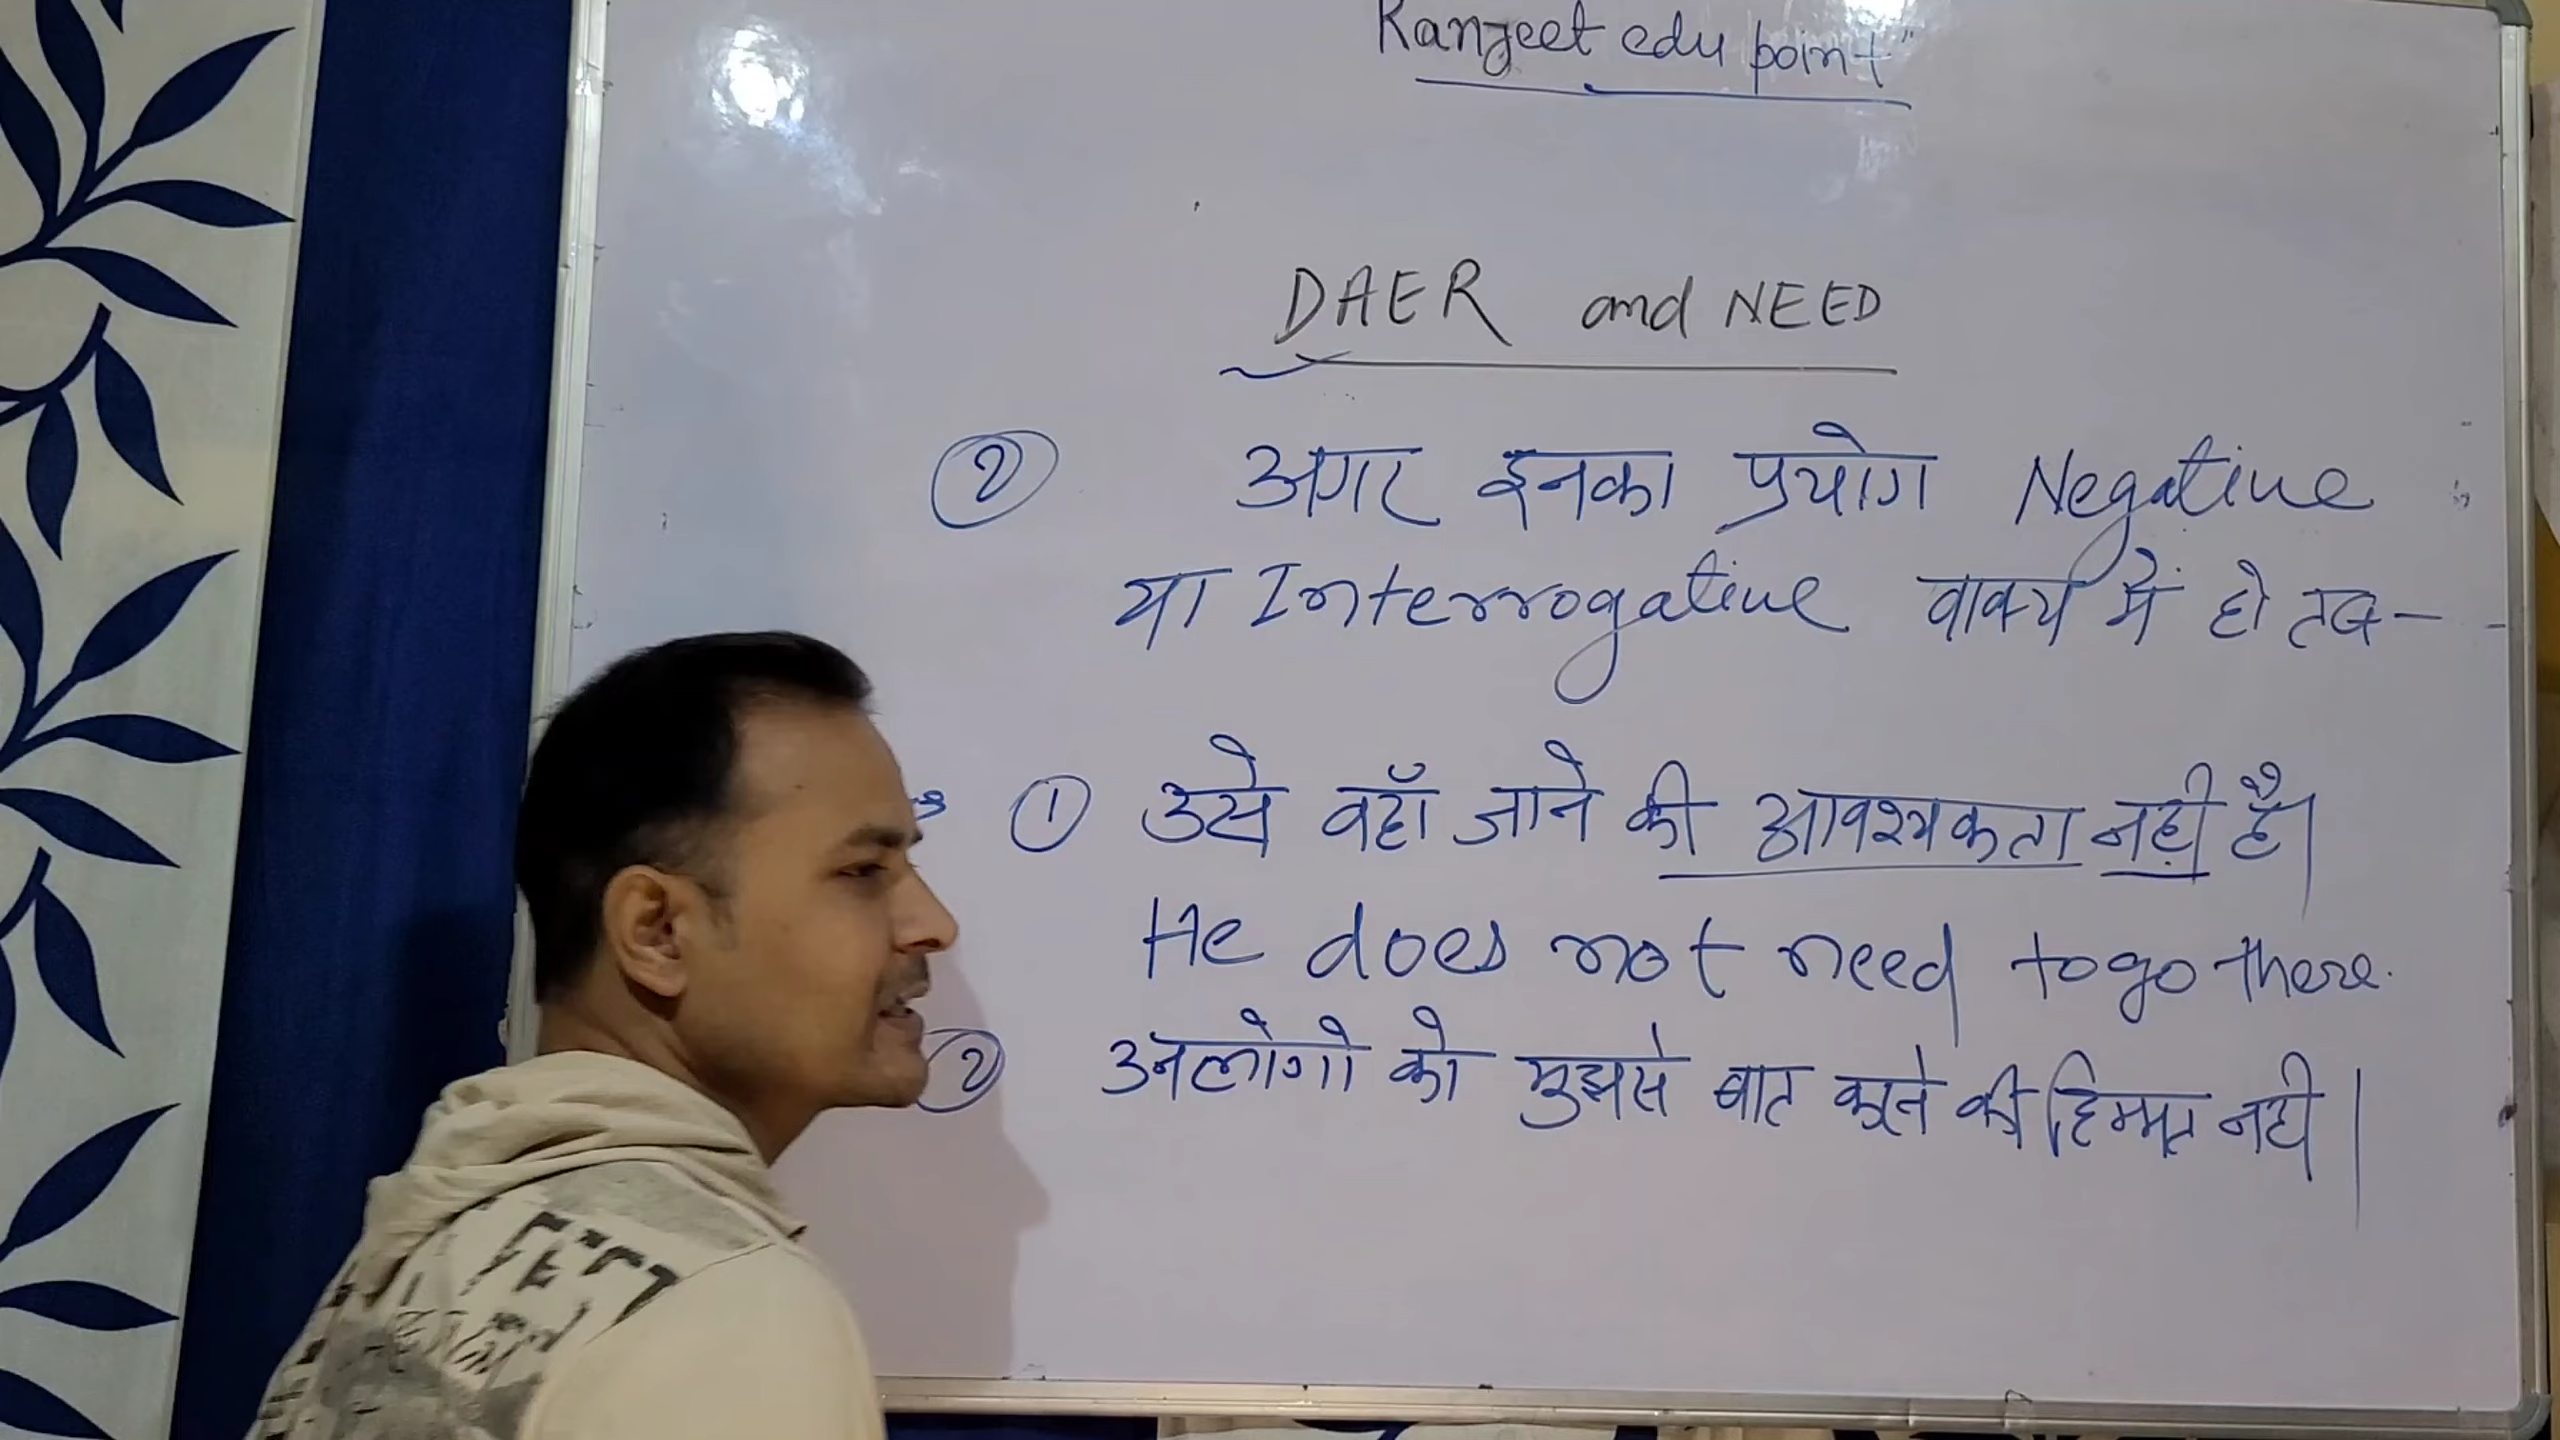 Ranjeet edu point"
DAER and NEED
② अगर इनका प्रयोग Negative
या Interrogative वाक्य में हो तब-
① उसे वहाँ जाने की आवश्यकता नहीं है।
He does not need to go there.
② उनलोगो को मुझसे बात करने की हिम्मत नही।